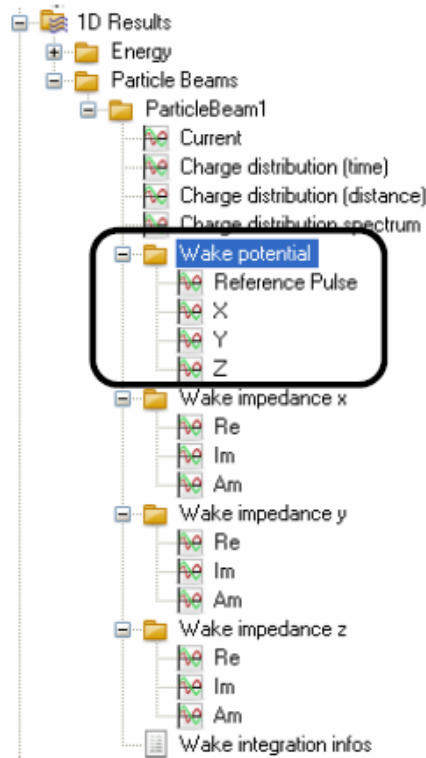 1D Results
Energy
Particle Beams
ParticleBeam1
Current
Charge distribution (time)
Charge distribution (distance)
Charge distribution spectrum
Wake potential
Reference Pulse
X
Y
Z
Wake impedance x
Re
Im
Am
Wake impedance y
Re
Im
Am
Wake impedance z
Re
Im
Am
Wake integration infos